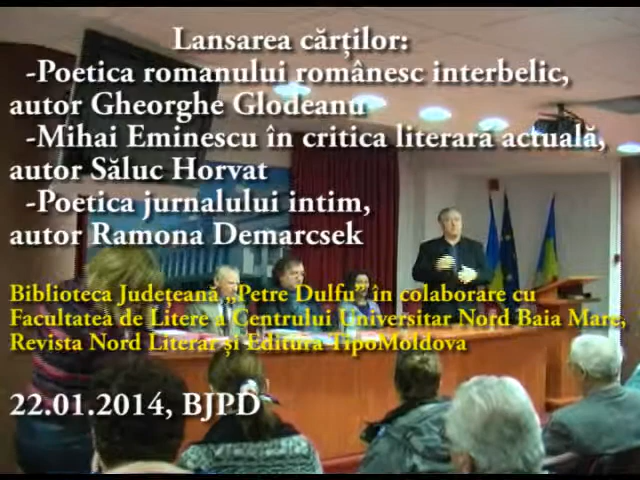 Lansarea cărților:
-Poetica romanului românesc interbelic,
autor Gheorghe Glodeanu
-Mihai Eminescu în critica literară actuală,
autor Săluc Horvat
-Poetica jurnalului intim,
autor Ramona Demarcsek
Biblioteca Județeană „Petre Dulfu” în colaborare cu
Facultatea de Litere a Centrului Universitar Nord Baia Mare,
Revista Nord Literar și Editura TipoMoldova
22.01.2014, BJPD